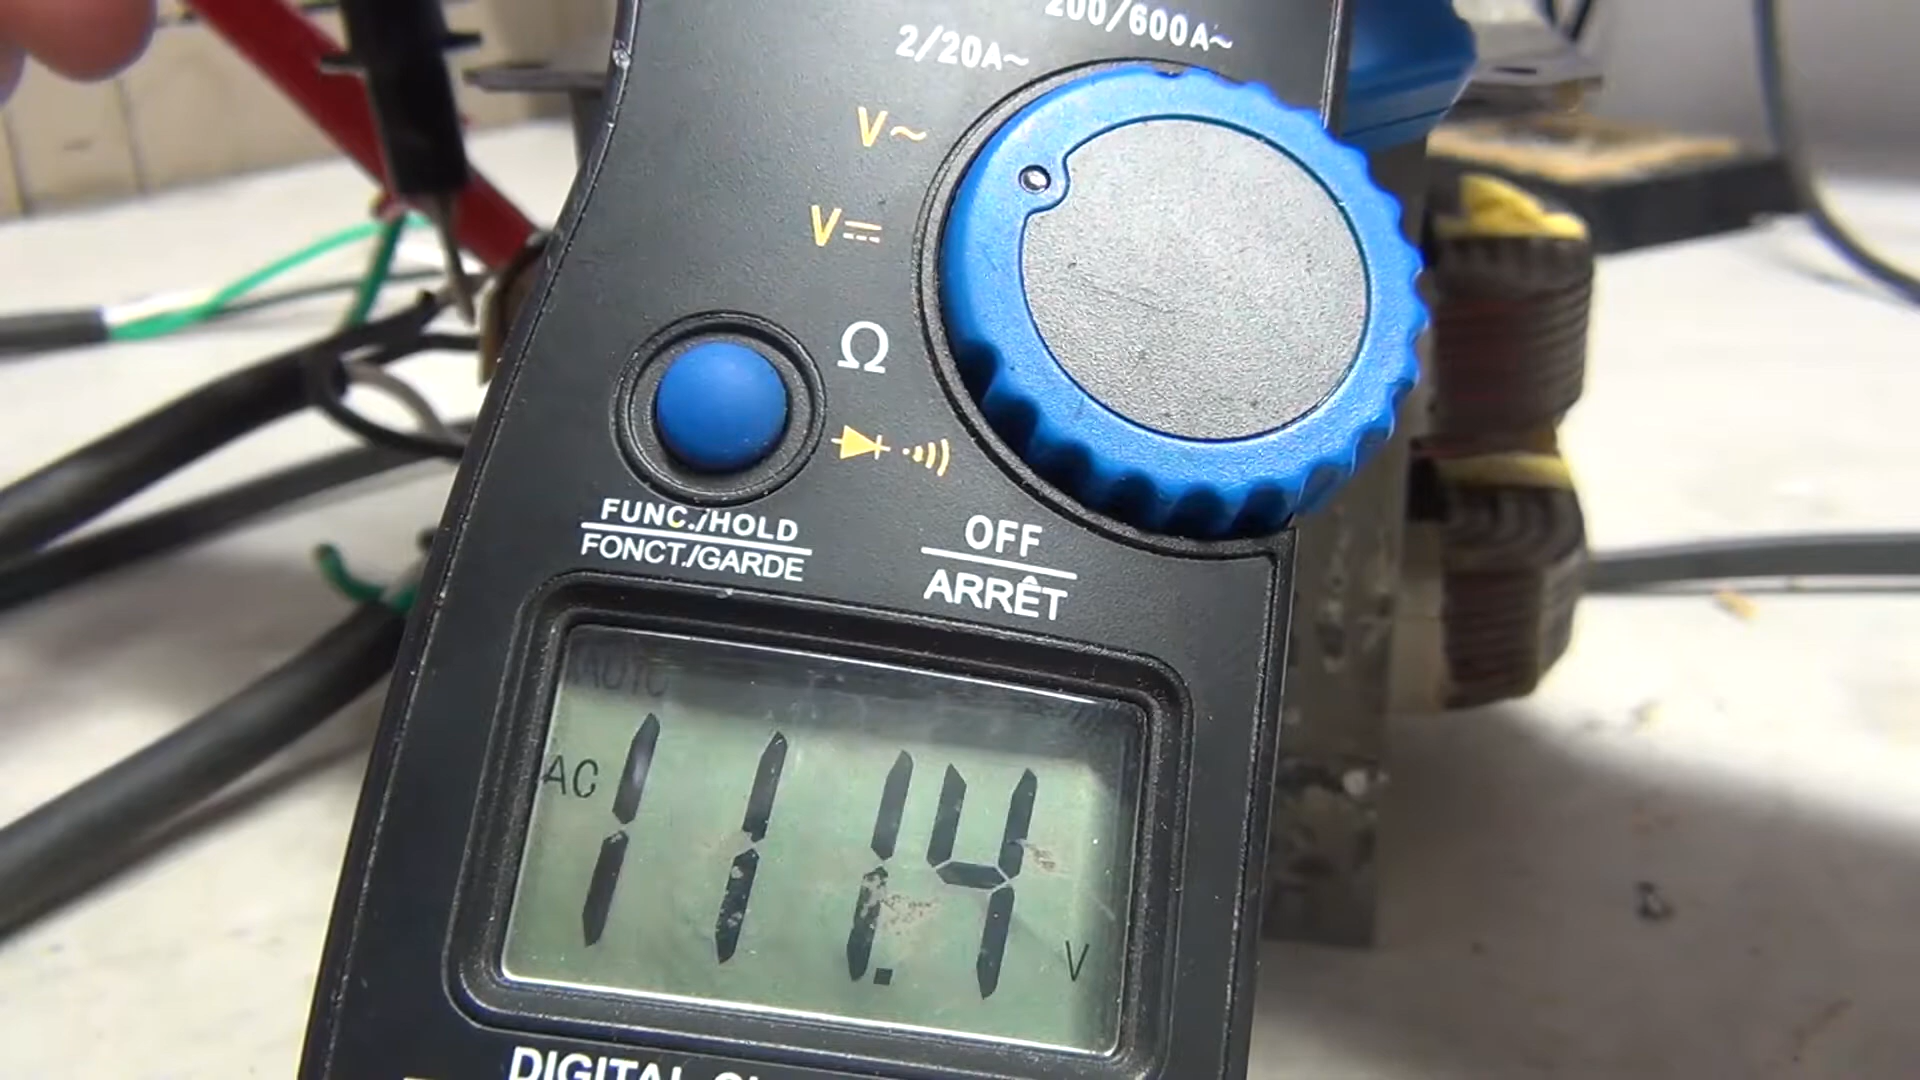 200/600A~
2/20A~
V~
V⎓
Ω
FUNC./HOLD
FONCT./GARDE
OFF
ARRÊT
AUTO
AC 111.4 V
DIGITAL